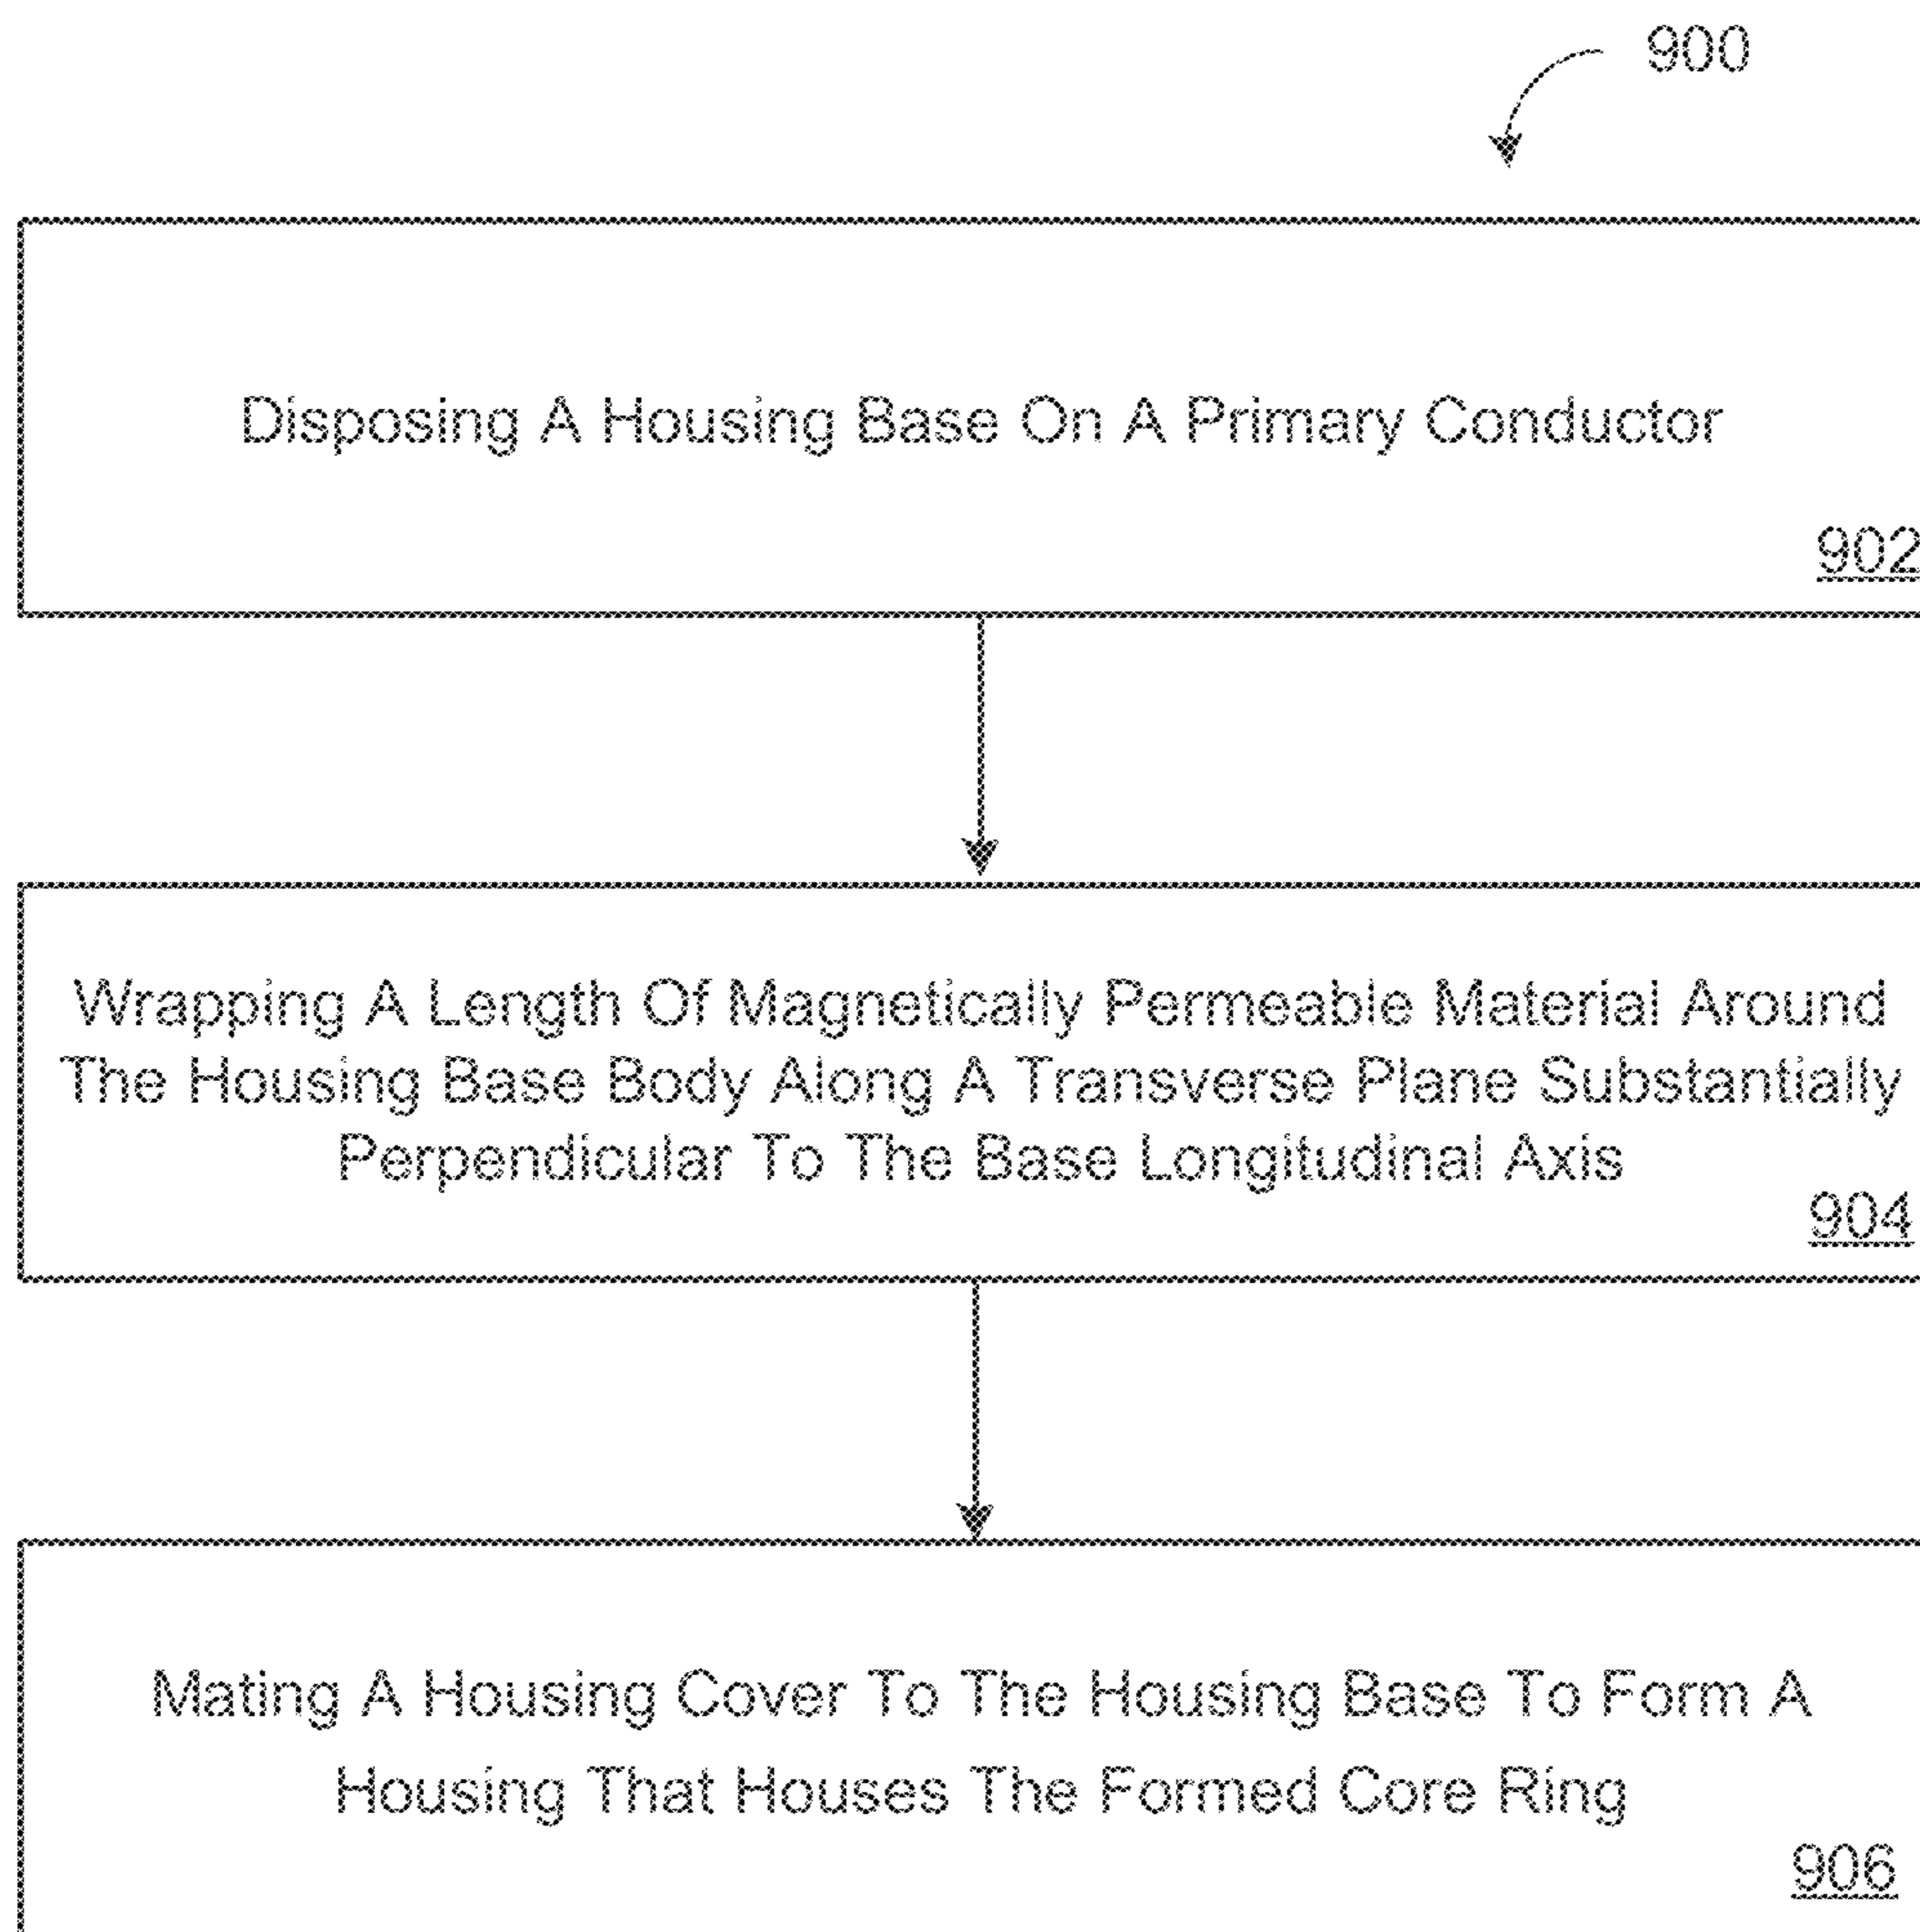 900
Disposing A Housing Base On A Primary Conductor
902
Wrapping A Length Of Magnetically Permeable Material Around
The Housing Base Body Along A Transverse Plane Substantially
Perpendicular To The Base Longitudinal Axis
904
Mating A Housing Cover To The Housing Base To Form A
Housing That Houses The Formed Core Ring
906